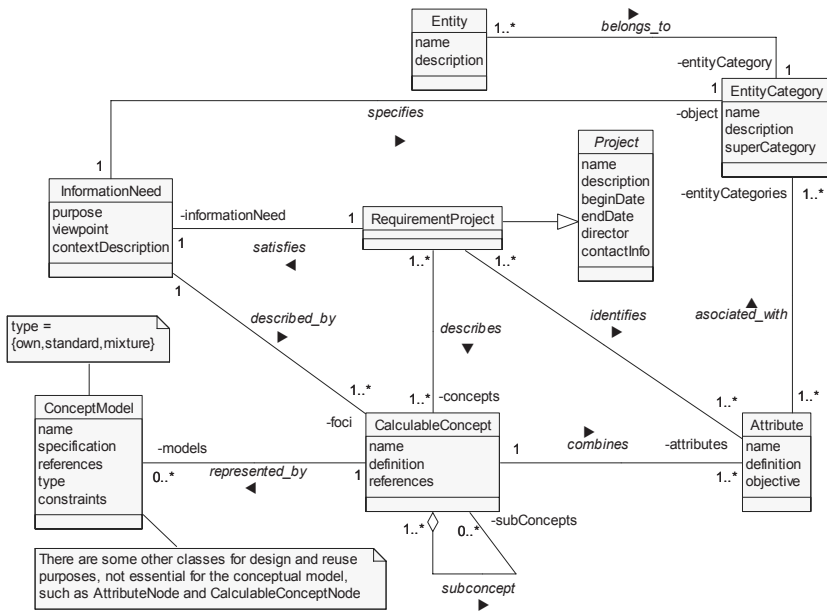 Entity
name
description
1..*
belongs_to
-entityCategory
1
EntityCategory
name
description
superCategory
1
-object
specifies
1
-entityCategories
1..*
Project
name
description
beginDate
endDate
director
contactInfo
InformationNeed
purpose
viewpoint
contextDescription
-informationNeed
1
1
satisfies
RequirementProject
1..*
1..*
1
described_by
describes
identifies
asociated_with
type =
{own,standard,mixture}
1..*
-foci
1..*
-concepts
1..*
1..*
ConceptModel
name
specification
references
type
constraints
-models
0..*
represented_by
1
CalculableConcept
name
definition
references
1
combines
-attributes
1..*
Attribute
name
definition
objective
1..*
0..*
-subConcepts
subconcept
There are some other classes for design and reuse
purposes, not essential for the conceptual model,
such as AttributeNode and CalculableConceptNode